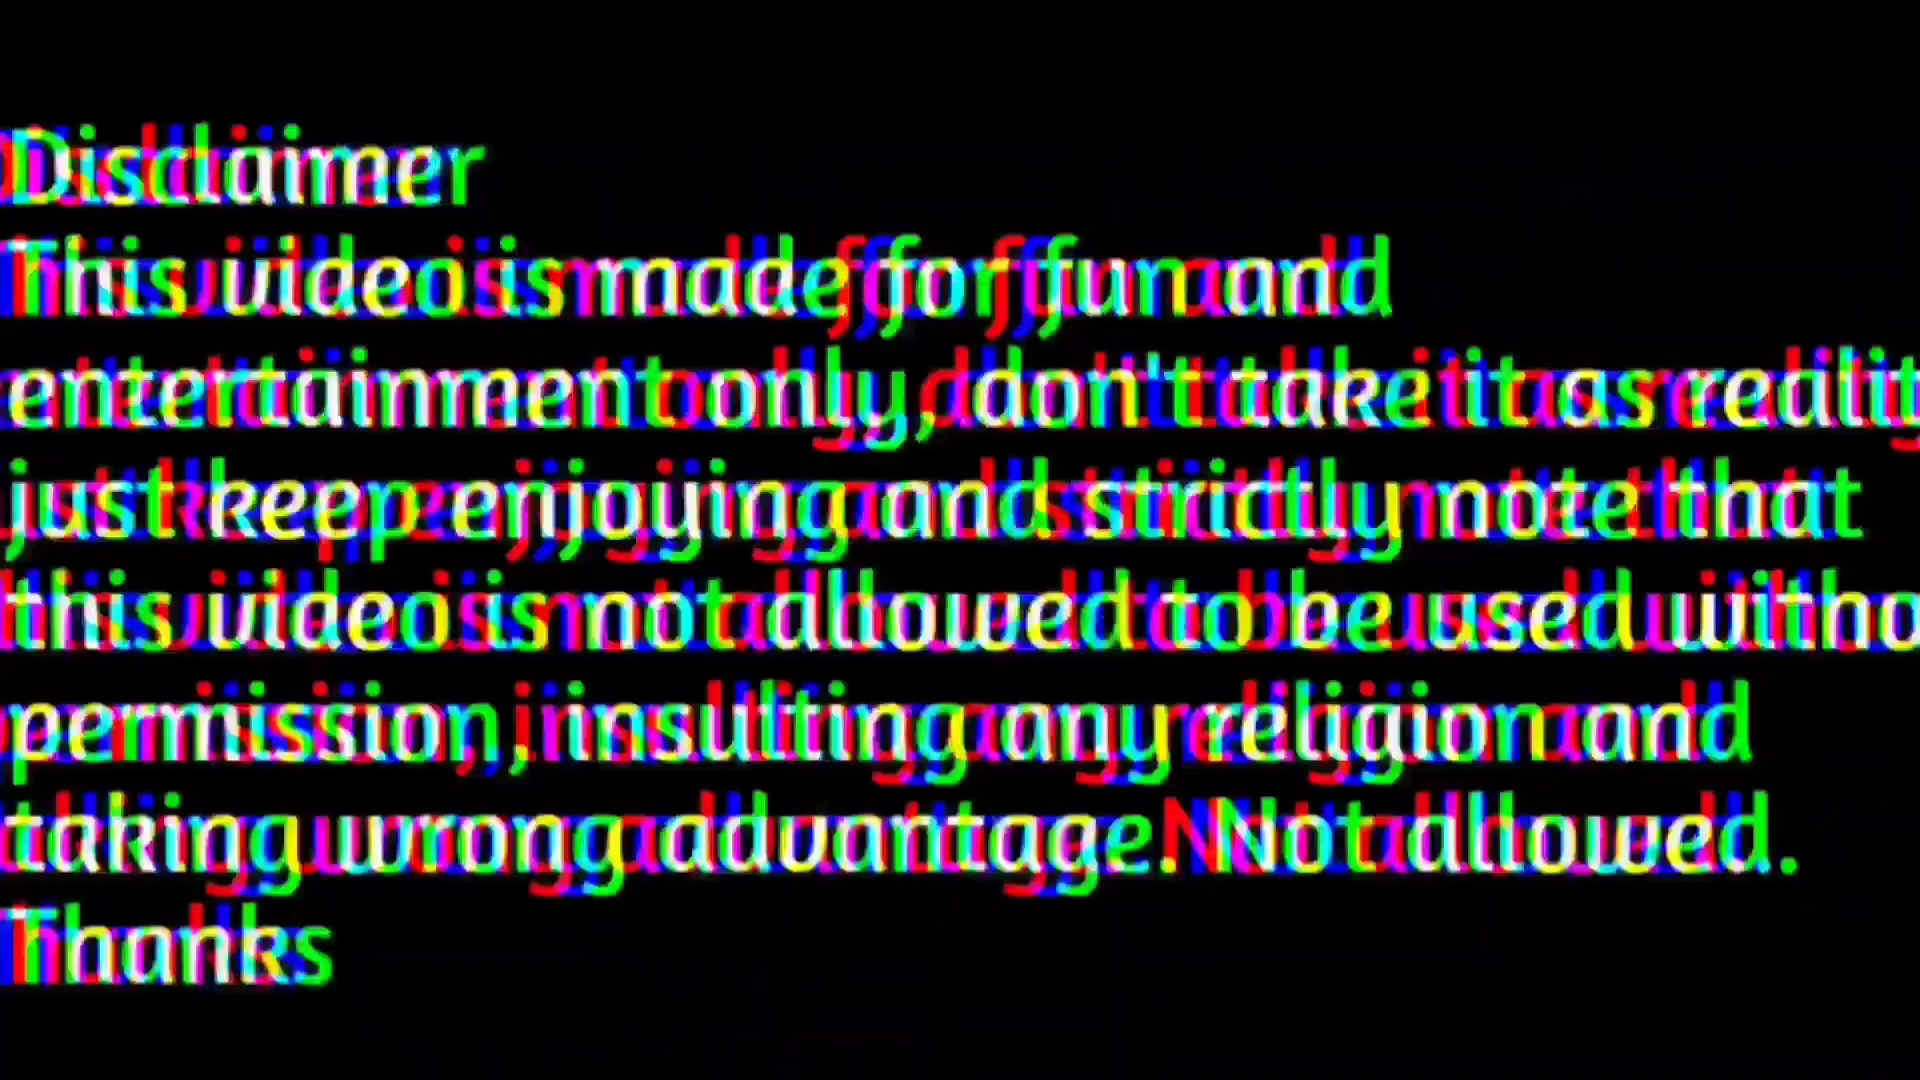 Disclaimer
This video is made for fun and
entertainment only, don't take it as reality
just keep enjoying and strictly note that
this video is not allowed to be used witho
permission, insulting any religion and
taking wrong advantage. Not allowed.
Thanks